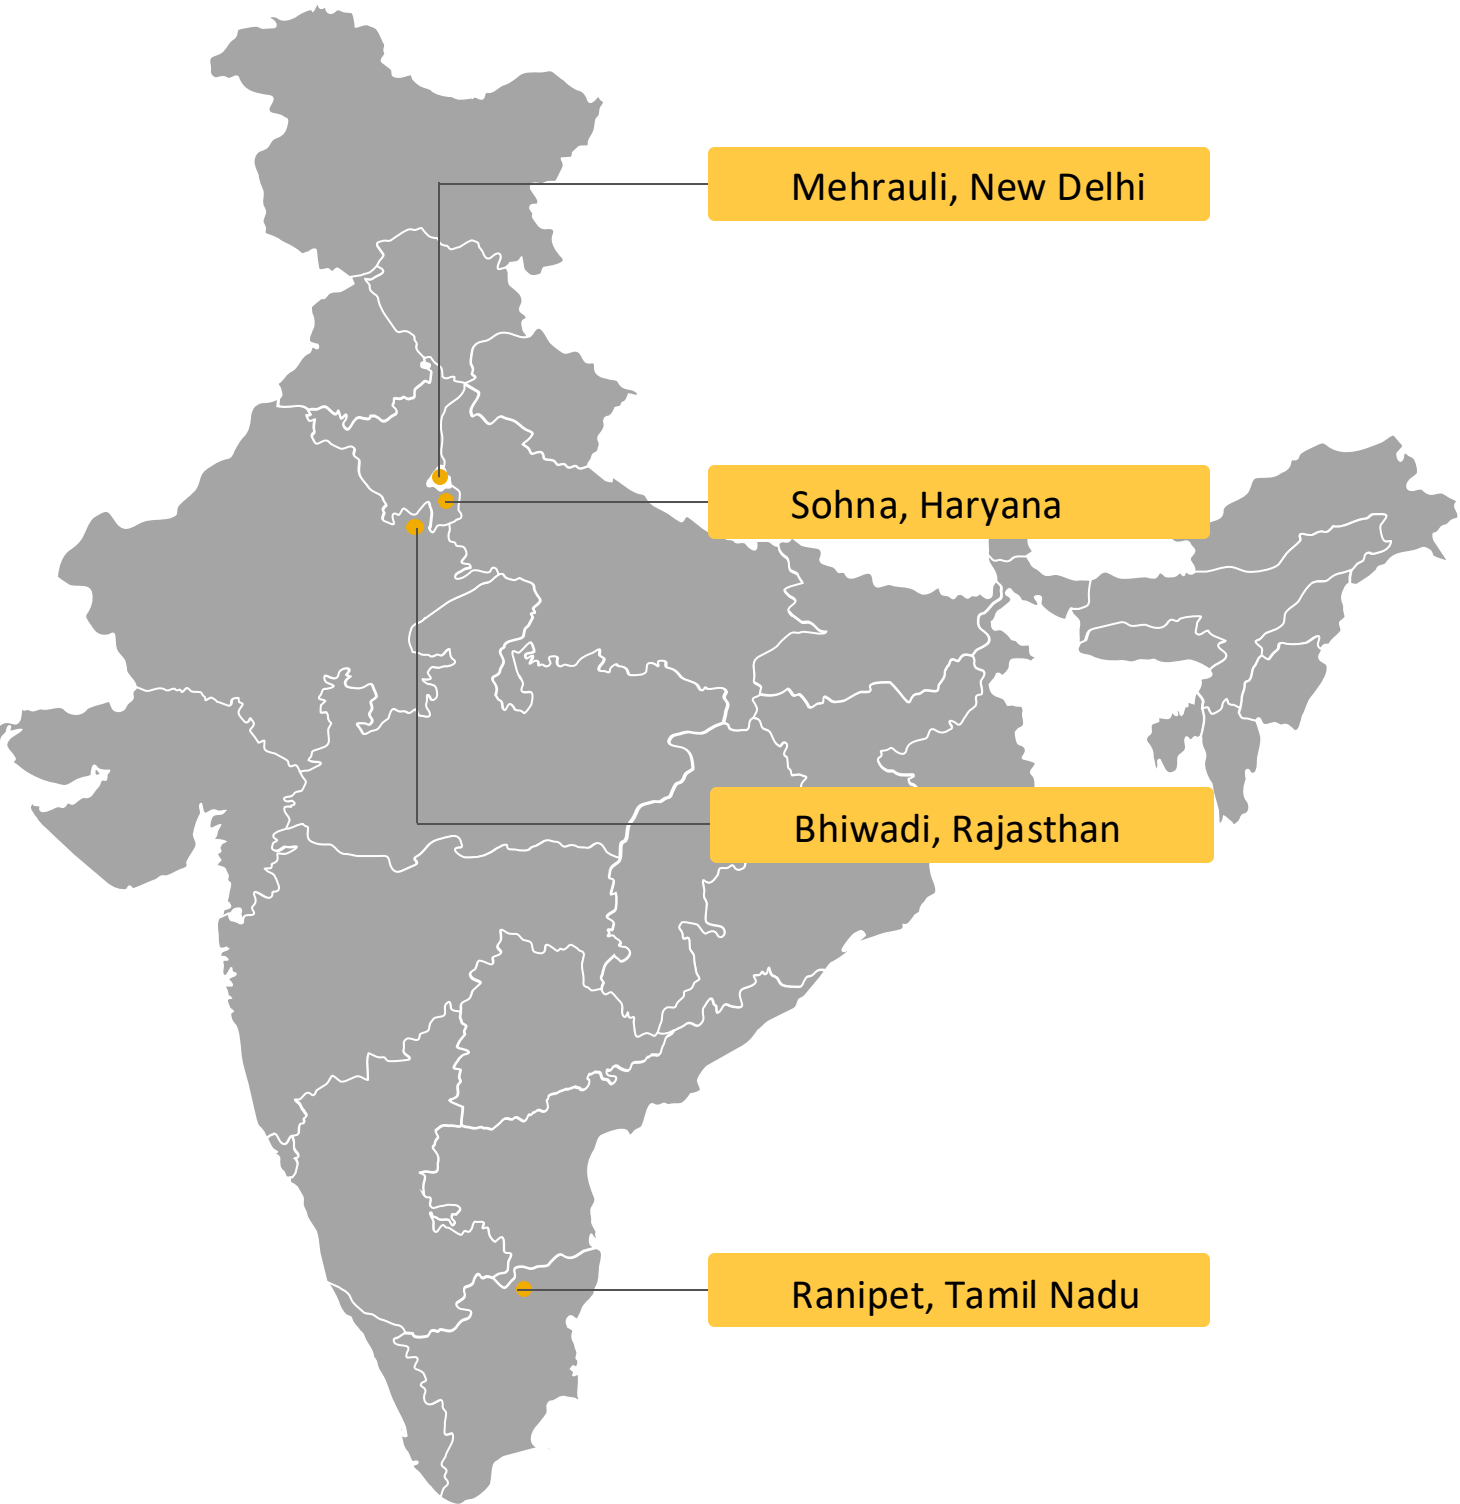 Mehrauli, New Delhi
Sohna, Haryana
Bhiwadi, Rajasthan
Ranipet, Tamil Nadu